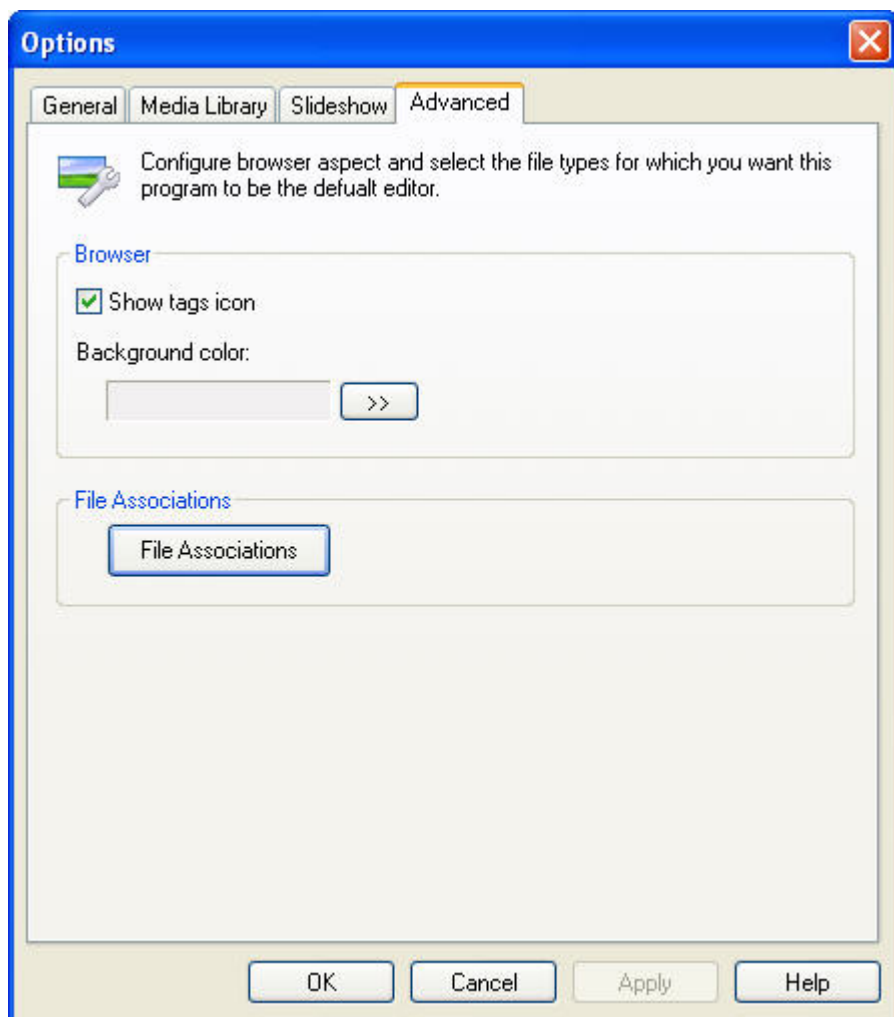 Options
General
Media Library
Slideshow
Advanced
Configure browser aspect and select the file types for which you want this
program to be the defualt editor.
Browser
Show tags icon
Background color:
>>
File Associations
File Associations
OK
Cancel
Apply
Help